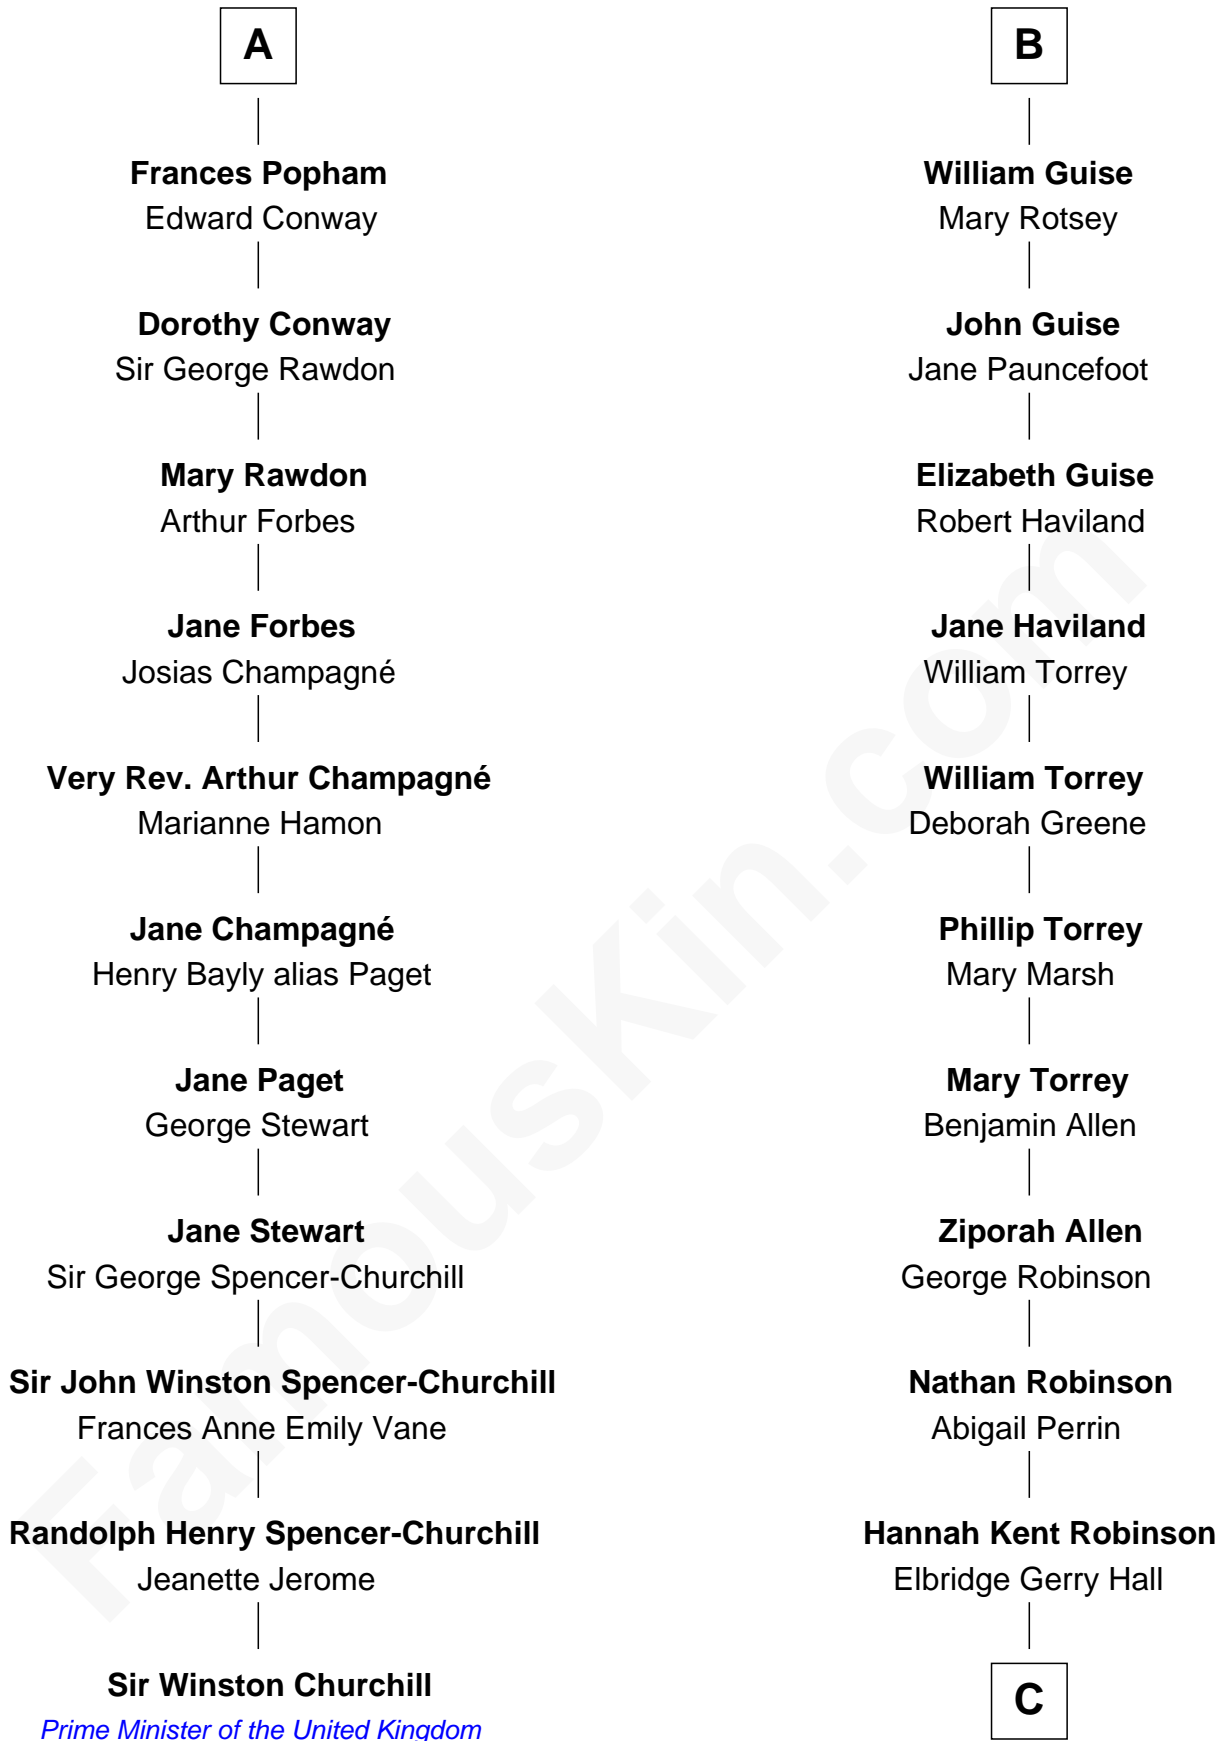 A
Frances Popham
Edward Conway
Dorothy Conway
Sir George Rawdon
Mary Rawdon
Arthur Forbes
Jane Forbes
Josias Champagné
Very Rev. Arthur Champagné
Marianne Hamon
Jane Champagné
Henry Bayly alias Paget
Jane Paget
George Stewart
Jane Stewart
Sir George Spencer-Churchill
Sir John Winston Spencer-Churchill
Frances Anne Emily Vane
Randolph Henry Spencer-Churchill
Jeanette Jerome
Sir Winston Churchill
Prime Minister of the United Kingdom
B
William Guise
Mary Rotsey
John Guise
Jane Pauncefoot
Elizabeth Guise
Robert Haviland
Jane Haviland
William Torrey
William Torrey
Deborah Greene
Phillip Torrey
Mary Marsh
Mary Torrey
Benjamin Allen
Ziporah Allen
George Robinson
Nathan Robinson
Abigail Perrin
Hannah Kent Robinson
Elbridge Gerry Hall
C
FamousKin.com